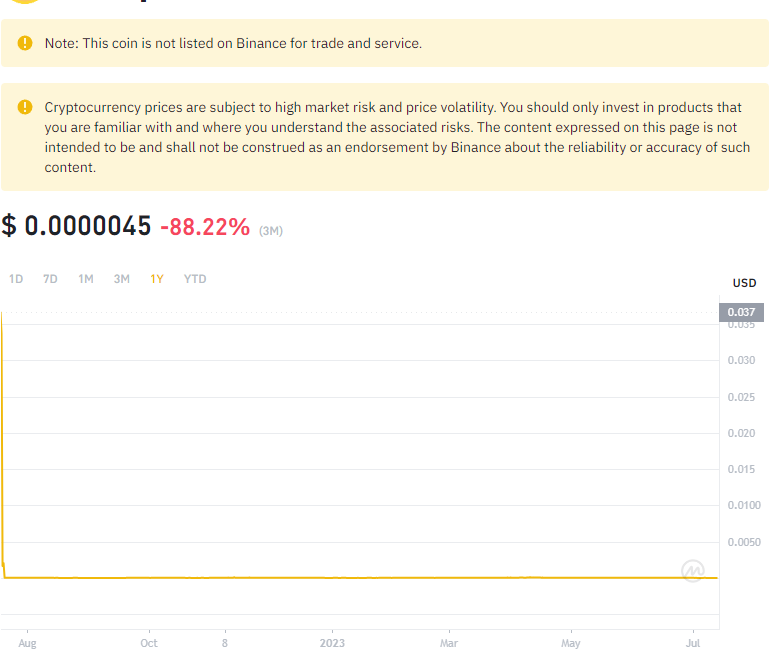 Note: This coin is not listed on Binance for trade and service.
Cryptocurrency prices are subject to high market risk and price volatility. You should only invest in products that
you are familiar with and where you understand the associated risks. The content expressed on this page is not
intended to be and shall not be construed as an endorsement by Binance about the reliability or accuracy of such
content.
$ 0.0000045 -88.22% (3M)
1D 7D 1M 3M 1Y YTD
USD
0.037
0.035
0.030
0.025
0.020
0.015
0.0100
0.0050
Aug Oct 8 2023 Mar May Jul